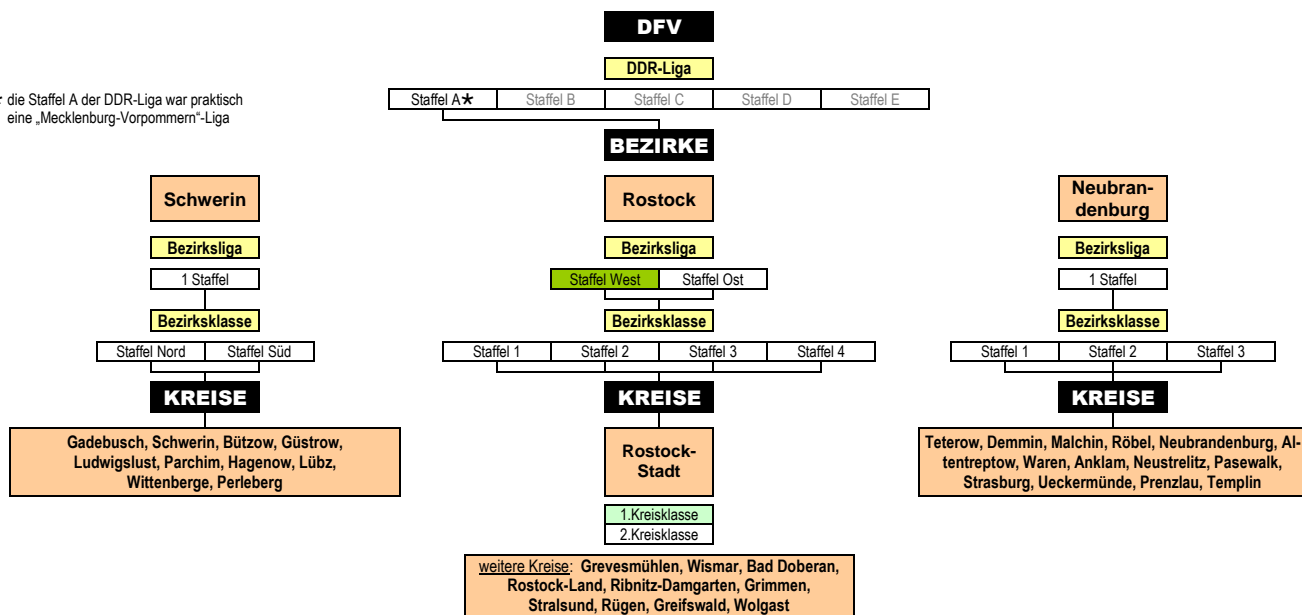 DFV
DDR-Liga
* die Staffel A der DDR-Liga war praktisch
eine „Mecklenburg-Vorpommern“-Liga
Staffel A* Staffel B Staffel C Staffel D Staffel E
BEZIRKE
Schwerin
Rostock
Neubran-
denburg
Bezirksliga Bezirksliga Bezirksliga
1 Staffel Staffel West Staffel Ost 1 Staffel
Bezirksklasse Bezirksklasse Bezirksklasse
Staffel Nord Staffel Süd Staffel 1 Staffel 2 Staffel 3 Staffel 4 Staffel 1 Staffel 2 Staffel 3
KREISE KREISE KREISE
Gadebusch, Schwerin, Bützow, Güstrow,
Ludwigslust, Parchim, Hagenow, Lübz,
Wittenberge, Perleberg
Rostock-
Stadt
Teterow, Demmin, Malchin, Röbel, Neubrandenburg, Al-
tentreptow, Waren, Anklam, Neustrelitz, Pasewalk,
Strasburg, Ueckermünde, Prenzlau, Templin
1.Kreisklasse
2.Kreisklasse
weitere Kreise: Grevesmühlen, Wismar, Bad Doberan,
Rostock-Land, Ribnitz-Damgarten, Grimmen,
Stralsund, Rügen, Greifswald, Wolgast